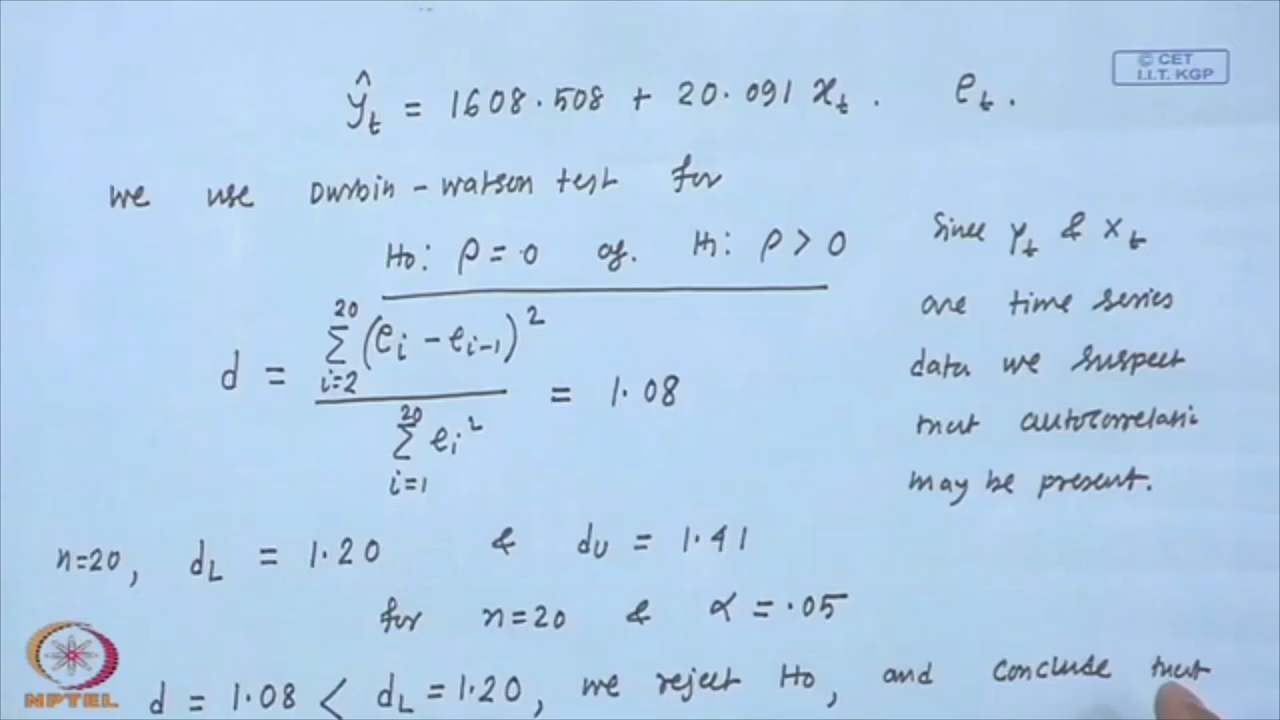 © CET
I.I.T. KGP
ŷ_t = 1608.508 + 20.091 x_t . e_t .
we use Durbin - Watson test for
H₀: ρ = 0 ag. H₁: ρ > 0
d = ∑_{i=2}^{20} (e_i - e_{i-1})² / ∑_{i=1}^{20} e_i² = 1.08
Since y_t & x_t
are time series
data we suspect
that autocorrelati
may be present.
n=20, d_L = 1.20 & d_U = 1.41
for n=20 & α = .05
d = 1.08 < d_L = 1.20, we reject H₀, and conclude that
NPTEL